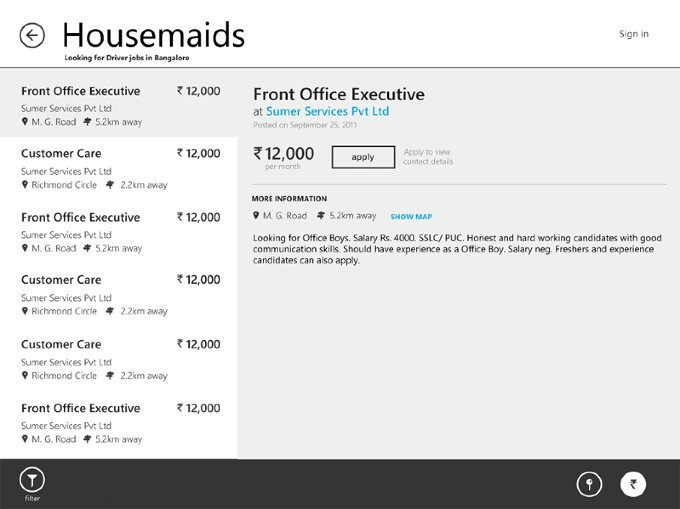 Housemaids
Looking for Driver jobs in Bangalore
Sign in
Front Office Executive ₹ 12,000
Sumer Services Pvt Ltd
M. G. Road 5.2km away
Customer Care ₹ 12,000
Sumer Services Pvt Ltd
Richmond Circle 2.2km away
Front Office Executive ₹ 12,000
Sumer Services Pvt Ltd
M. G. Road 5.2km away
Customer Care ₹ 12,000
Sumer Services Pvt Ltd
Richmond Circle 2.2km away
Customer Care ₹ 12,000
Sumer Services Pvt Ltd
Richmond Circle 2.2km away
Front Office Executive ₹ 12,000
Sumer Services Pvt Ltd
M. G. Road 5.2km away
Front Office Executive
at Sumer Services Pvt Ltd
Posted on September 25, 2011
₹ 12,000
per month
apply
Apply to view
contect details
MORE INFORMATION
M. G. Road 5.2km away SHOW MAP
Looking for Office Boys. Salary Rs. 4000. SSLC/ PUC. Honest and hard working candidates with good
communication skills. Should have experience as a Office Boy. Salary neg. Freshers and experience
candidates can also apply.
filter
₹